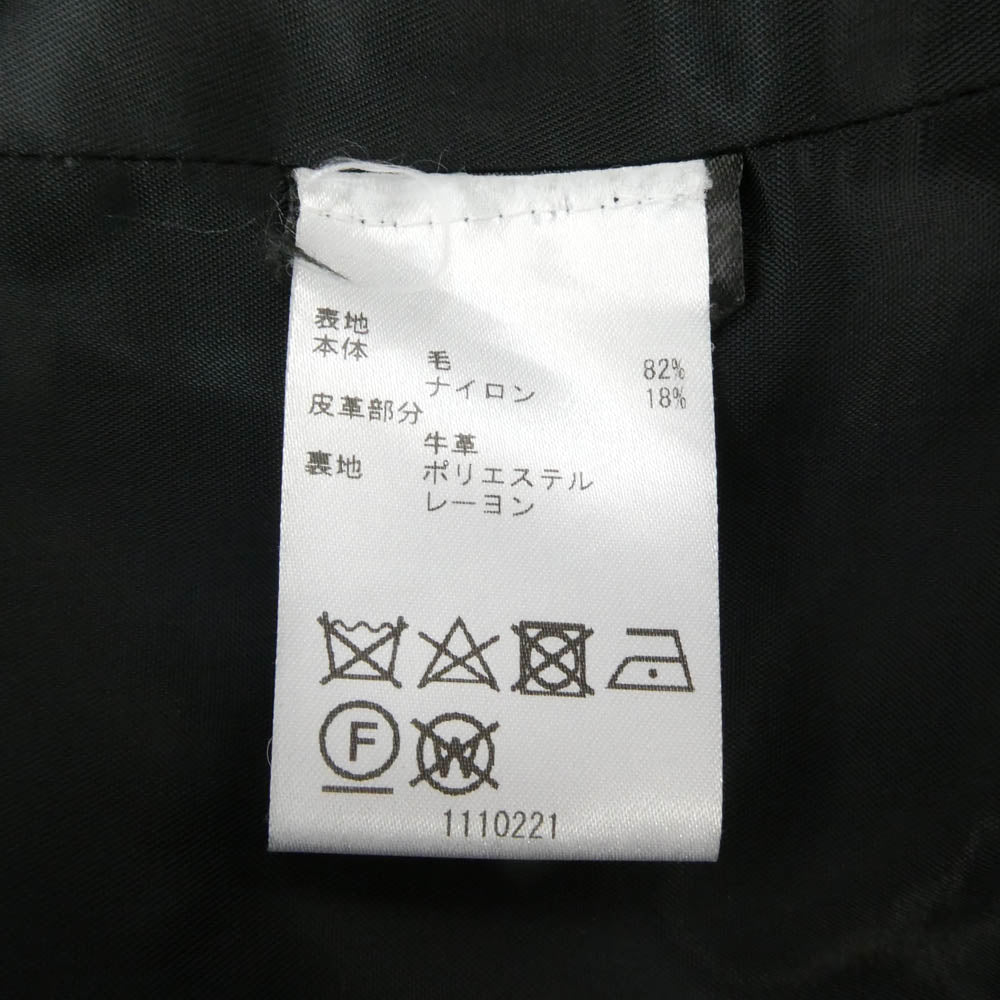 表地
本体
毛 82%
ナイロン 18%
皮革部分
牛革
裏地 ポリエステル
レーヨン
F
W
1110221